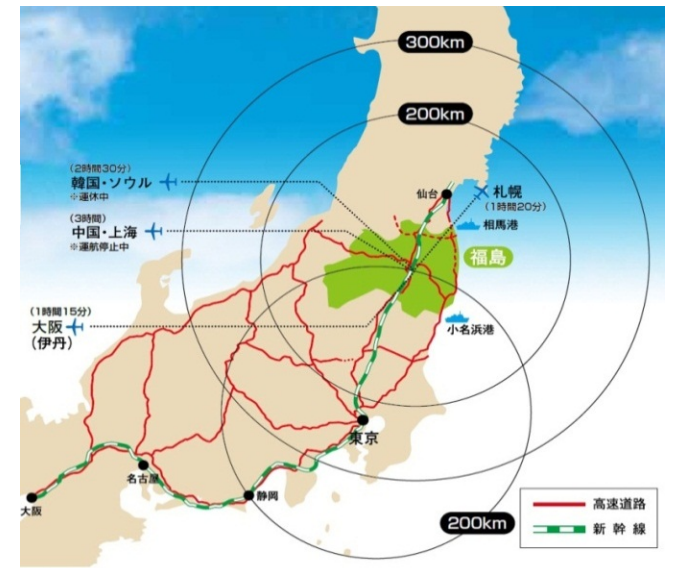 300km
200km
(2時間30分)
韓国・ソウル
※運休中
仙台
札幌
(1時間20分)
(3時間)
中国・上海
※運航停止中
相馬港
福島
(1時間15分)
大阪
(伊丹)
小名浜港
東京
名古屋
静岡
大阪
200km
高速道路
新幹線